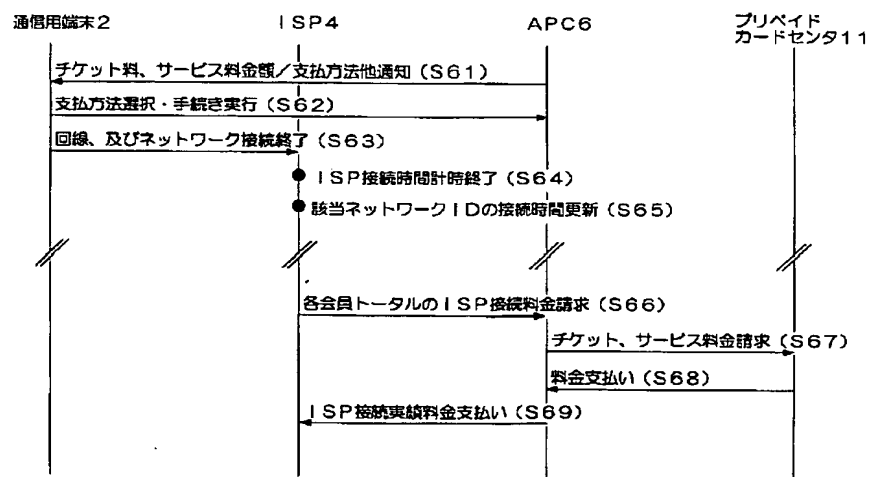 通信用端末2
ISP4
APC6
プリペイド
カードセンタ11
チケット料、サービス料金額／支払方法他通知（S61）
支払方法選択・手続き実行（S62）
回線、及びネットワーク接続終了（S63）
ISP接続時間計時終了（S64）
該当ネットワークIDの接続時間更新（S65）
各会員トータルのISP接続料金請求（S66）
チケット、サービス料金請求（S67）
料金支払い（S68）
ISP接続実績料金支払い（S69）